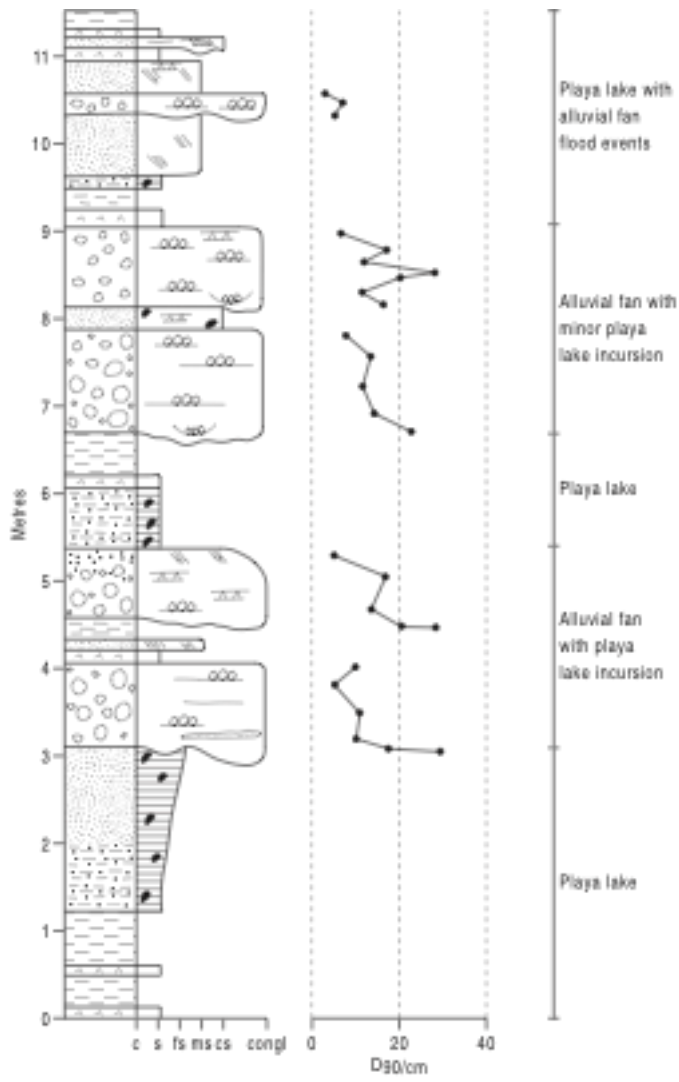 11
10
9
8
7
6
5
4
3
2
1
0
Metres
c s fs ms cs congl
0 20 40
D90/cm
Playa lake with
alluvial fan
flood events
Alluvial fan with
minor playa
lake incursion
Playa lake
Alluvial fan
with playa
lake incursion
Playa lake